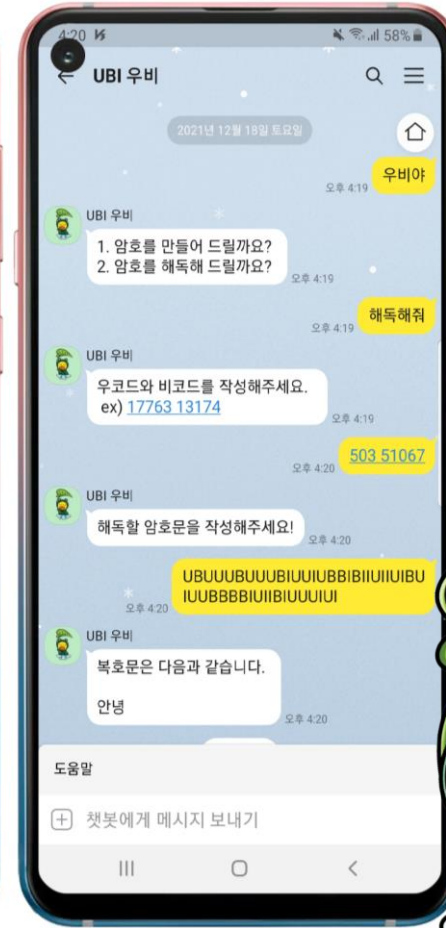 4:20
58%
UBI 우비
2021년 12월 18일 토요일
우비야
오후 4:19
UBI 우비
1. 암호를 만들어 드릴까요?
2. 암호를 해독해 드릴까요?
오후 4:19
해독해줘
오후 4:19
UBI 우비
우코드와 비코드를 작성해주세요.
ex) 17763 13174
오후 4:19
503 51067
오후 4:20
UBI 우비
해독할 암호문을 작성해주세요!
오후 4:20
UBUUUBUUUBIUUIUBBIBIIUIIUIBU
IUUBBBBIUIIBIUUUIUI
오후 4:20
UBI 우비
복호문은 다음과 같습니다.
안녕
오후 4:20
도움말
챗봇에게 메시지 보내기